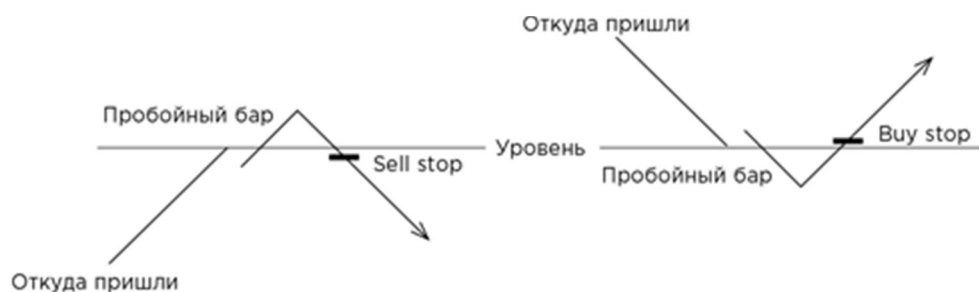 Откуда пришли
Пробойный бар
Sell stop
Уровень
Buy stop
Пробойный бар
Откуда пришли